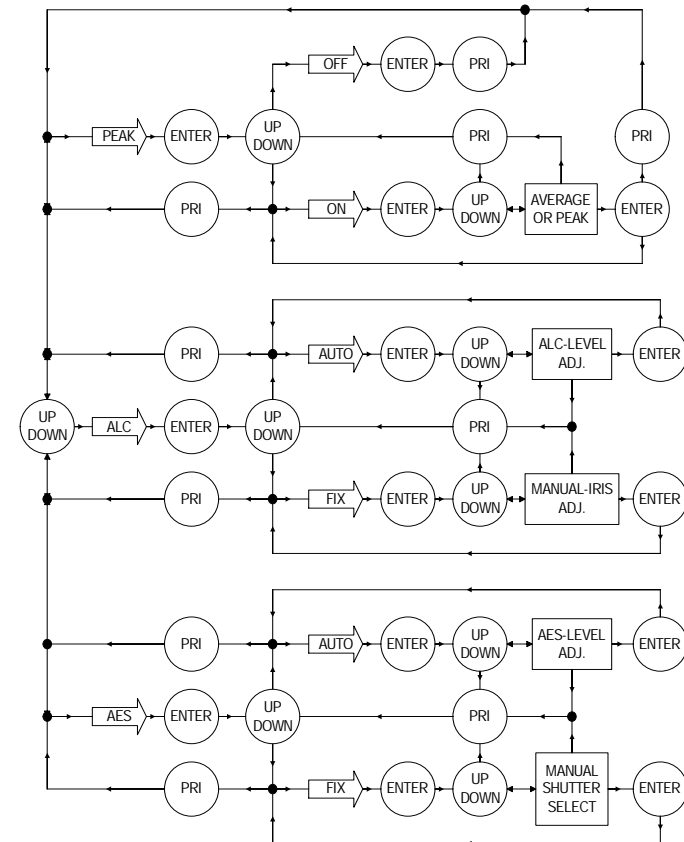 OFF
ENTER
PRI
PEAK
ENTER
UP
DOWN
PRI
PRI
PRI
ON
ENTER
UP
DOWN
AVERAGE
OR PEAK
ENTER
PRI
AUTO
ENTER
UP
DOWN
ALC-LEVEL
ADJ.
ENTER
UP
DOWN
ALC
ENTER
UP
DOWN
PRI
PRI
FIX
ENTER
UP
DOWN
MANUAL-IRIS
ADJ.
ENTER
PRI
AUTO
ENTER
UP
DOWN
AES-LEVEL
ADJ.
ENTER
AES
ENTER
UP
DOWN
PRI
PRI
FIX
ENTER
UP
DOWN
MANUAL
SHUTTER
SELECT
ENTER